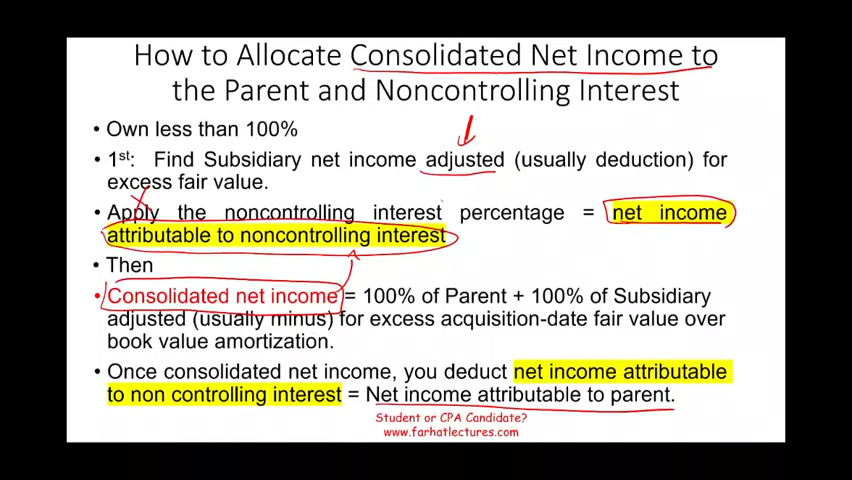 How to Allocate Consolidated Net Income to
the Parent and Noncontrolling Interest
• Own less than 100%
• 1st: Find Subsidiary net income adjusted (usually deduction) for
excess fair value.
• Apply the noncontrolling interest percentage = net income
attributable to noncontrolling interest
• Then
• Consolidated net income = 100% of Parent + 100% of Subsidiary
adjusted (usually minus) for excess acquisition-date fair value over
book value amortization.
• Once consolidated net income, you deduct net income attributable
to non controlling interest = Net income attributable to parent.
Student or CPA Candidate?
www.farhatlectures.com